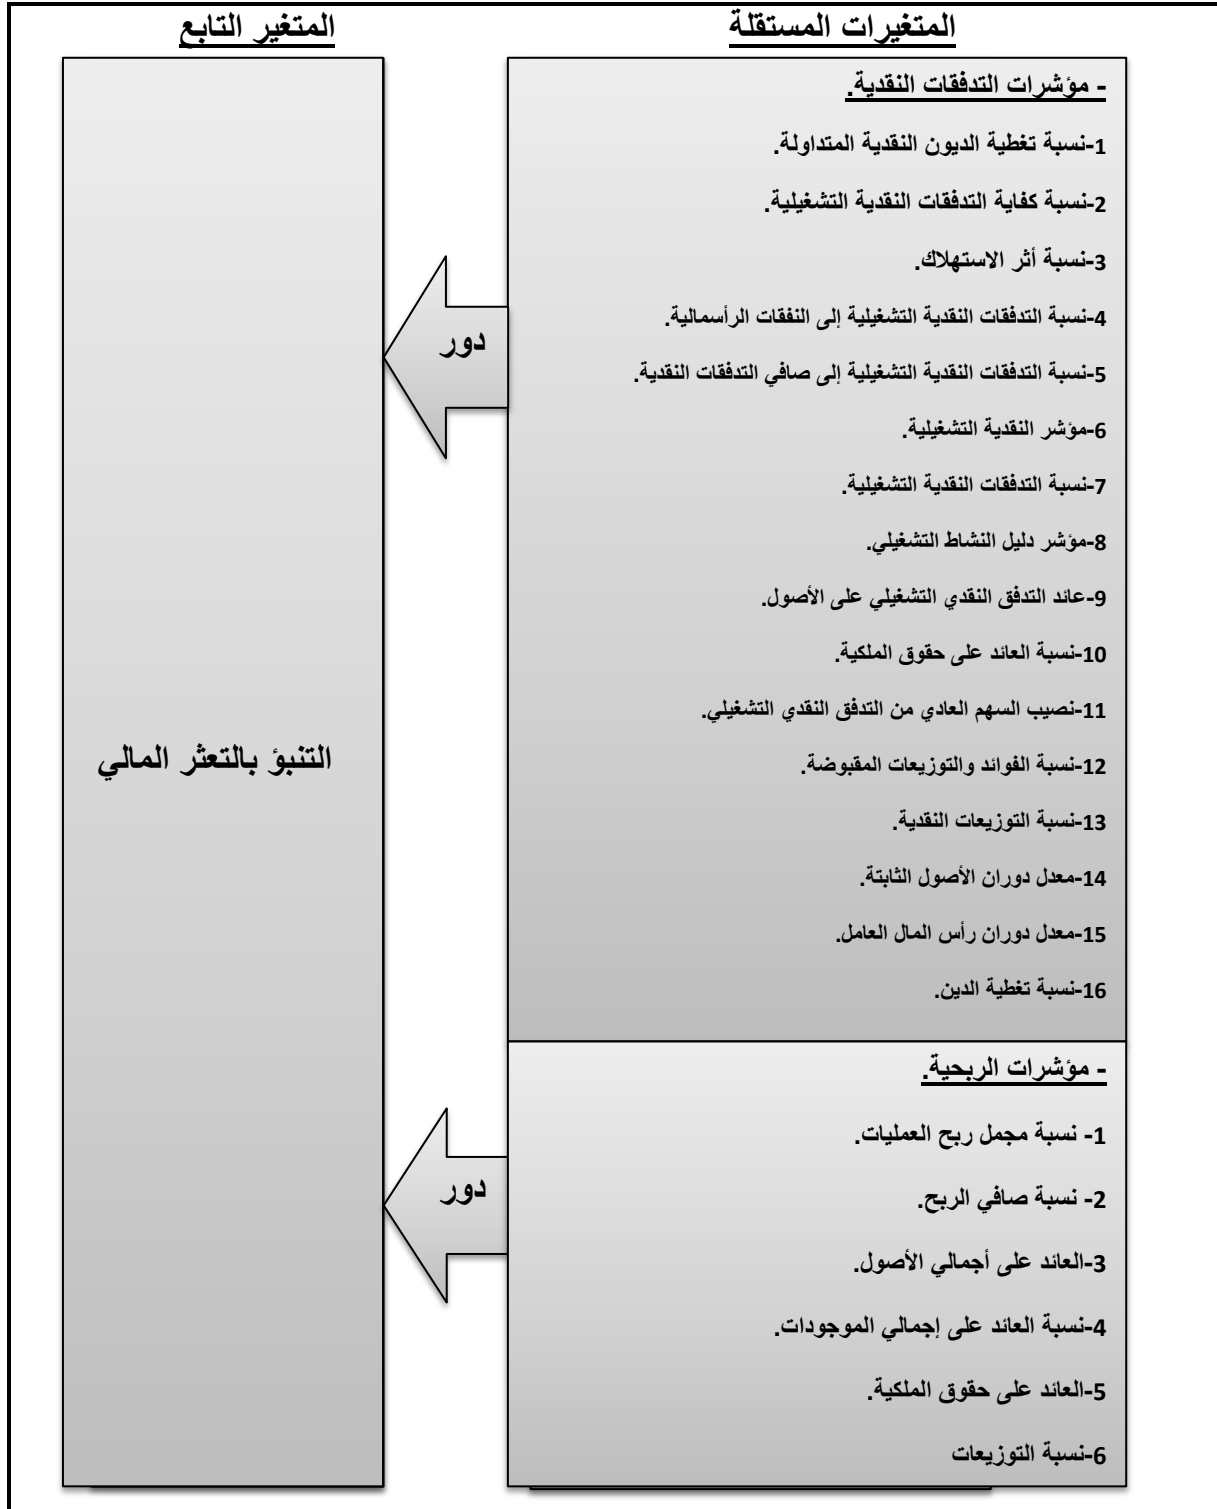 المتغيرات المستقلة
المتغير التابع
- مؤشرات التدفقات النقدية.
1-نسبة تغطية الديون النقدية المتداولة.
2-نسبة كفاية التدفقات النقدية التشغيلية.
3-نسبة أثر الاستهلاك.
4-نسبة التدفقات النقدية التشغيلية إلى النفقات الرأسمالية.
5-نسبة التدفقات النقدية التشغيلية إلى صافي التدفقات النقدية.
6-مؤشر النقدية التشغيلية.
7-نسبة التدفقات النقدية التشغيلية.
8-مؤشر دليل النشاط التشغيلي.
9-عائد التدفق النقدي التشغيلي على الأصول.
10-نسبة العائد على حقوق الملكية.
11-نصيب السهم العادي من التدفق النقدي التشغيلي.
12-نسبة الفوائد والتوزيعات المقبوضة.
13-نسبة التوزيعات النقدية.
14-معدل دوران الأصول الثابتة.
15-معدل دوران رأس المال العامل.
16-نسبة تغطية الدين.
- مؤشرات الربحية.
1- نسبة مجمل ربح العمليات.
2- نسبة صافي الربح.
3-العائد على أجمالي الأصول.
4-نسبة العائد على إجمالي الموجودات.
5-العائد على حقوق الملكية.
6-نسبة التوزيعات
دور
دور
التنبؤ بالتعثر المالي